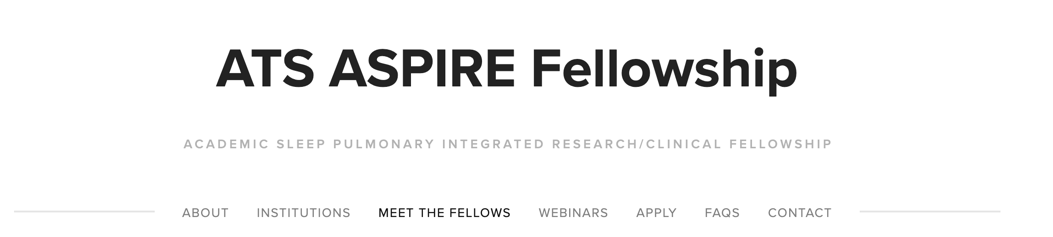 ATS ASPIRE Fellowship
ACADEMIC SLEEP PULMONARY INTEGRATED RESEARCH/CLINICAL FELLOWSHIP
ABOUT INSTITUTIONS MEET THE FELLOWS WEBINARS APPLY FAQS CONTACT